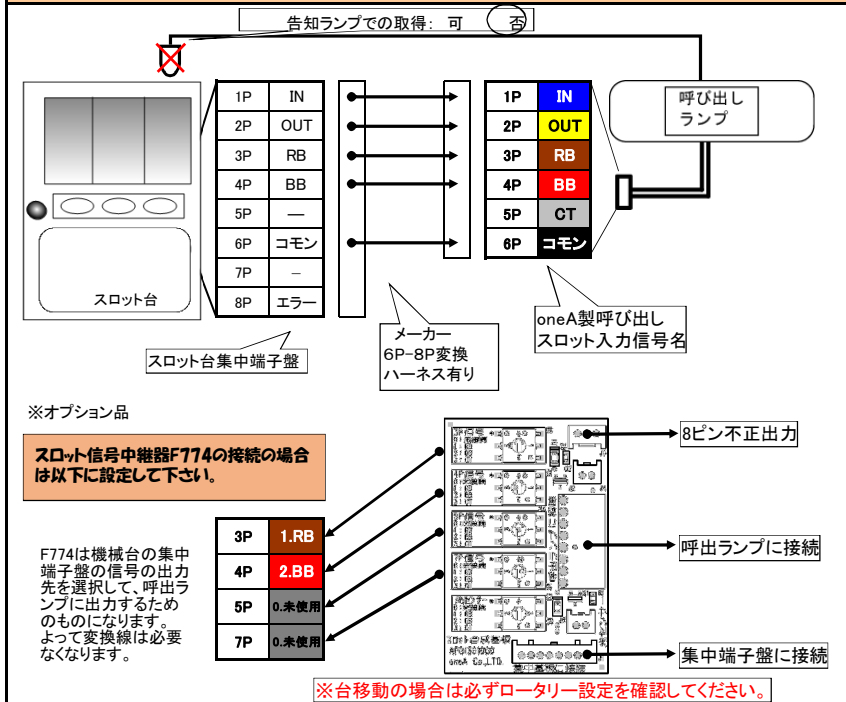 告知ランプでの取得: 可 否
1P IN
2P OUT
3P RB
4P BB
5P ―
6P コモン
7P －
8P エラー
1P IN
2P OUT
3P RB
4P BB
5P CT
6P コモン
呼び出し
ランプ
スロット台
スロット台集中端子盤
メーカー
6P-8P変換
ハーネス有り
oneA製呼び出し
スロット入力信号名
※オプション品
スロット信号中継器F774の接続の場合
は以下に設定して下さい。
F774は機械台の集中
端子盤の信号の出力
先を選択して、呼出ラ
ンプに出力するため
のものになります。
よって変換線は必要
なくなります。
3P 1.RB
4P 2.BB
5P 0.未使用
7P 0.未使用
8ピン不正出力
呼出ランプに接続
集中端子盤に接続
oneA Co.,LTD.
集中基板に接続
※台移動の場合は必ずロータリー設定を確認してください。